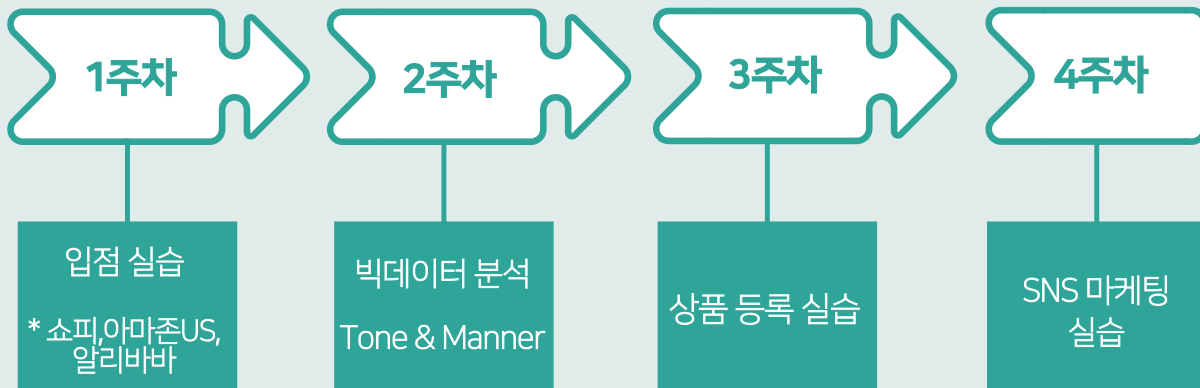 1주차
2주차
3주차
4주차
입점 실습
* 쇼피,아마존US,
알리바바
빅데이터 분석
Tone & Manner
상품 등록 실습
SNS 마케팅
실습